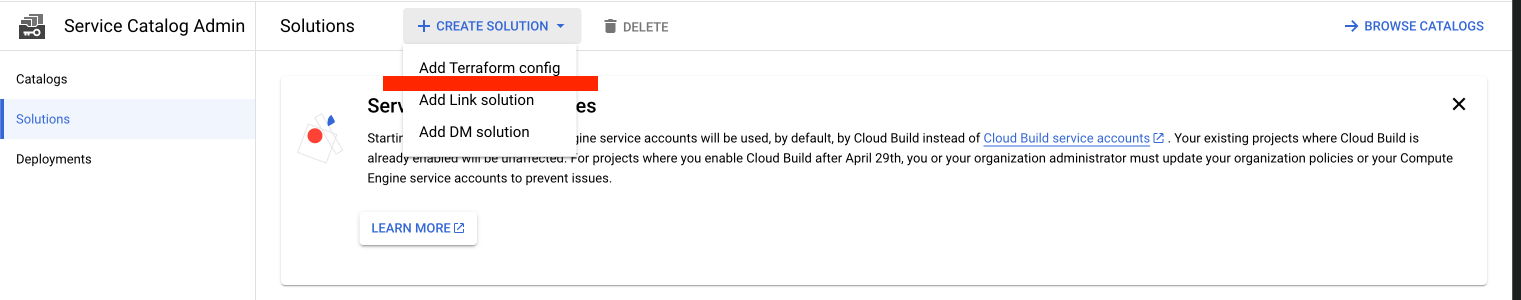 Service Catalog Admin
Solutions
CREATE SOLUTION
DELETE
BROWSE CATALOGS
Catalogs
Solutions
Deployments
Add Terraform config
Add Link solution
Add DM solution
Ser es
Startin gine service accounts will be used, by default, by Cloud Build instead of Cloud Build service accounts . Your existing projects where Cloud Build is
already enabled will be unaffected. For projects where you enable Cloud Build after April 29th, you or your organization administrator must update your organization policies or your Compute
Engine service accounts to prevent issues.
LEARN MORE